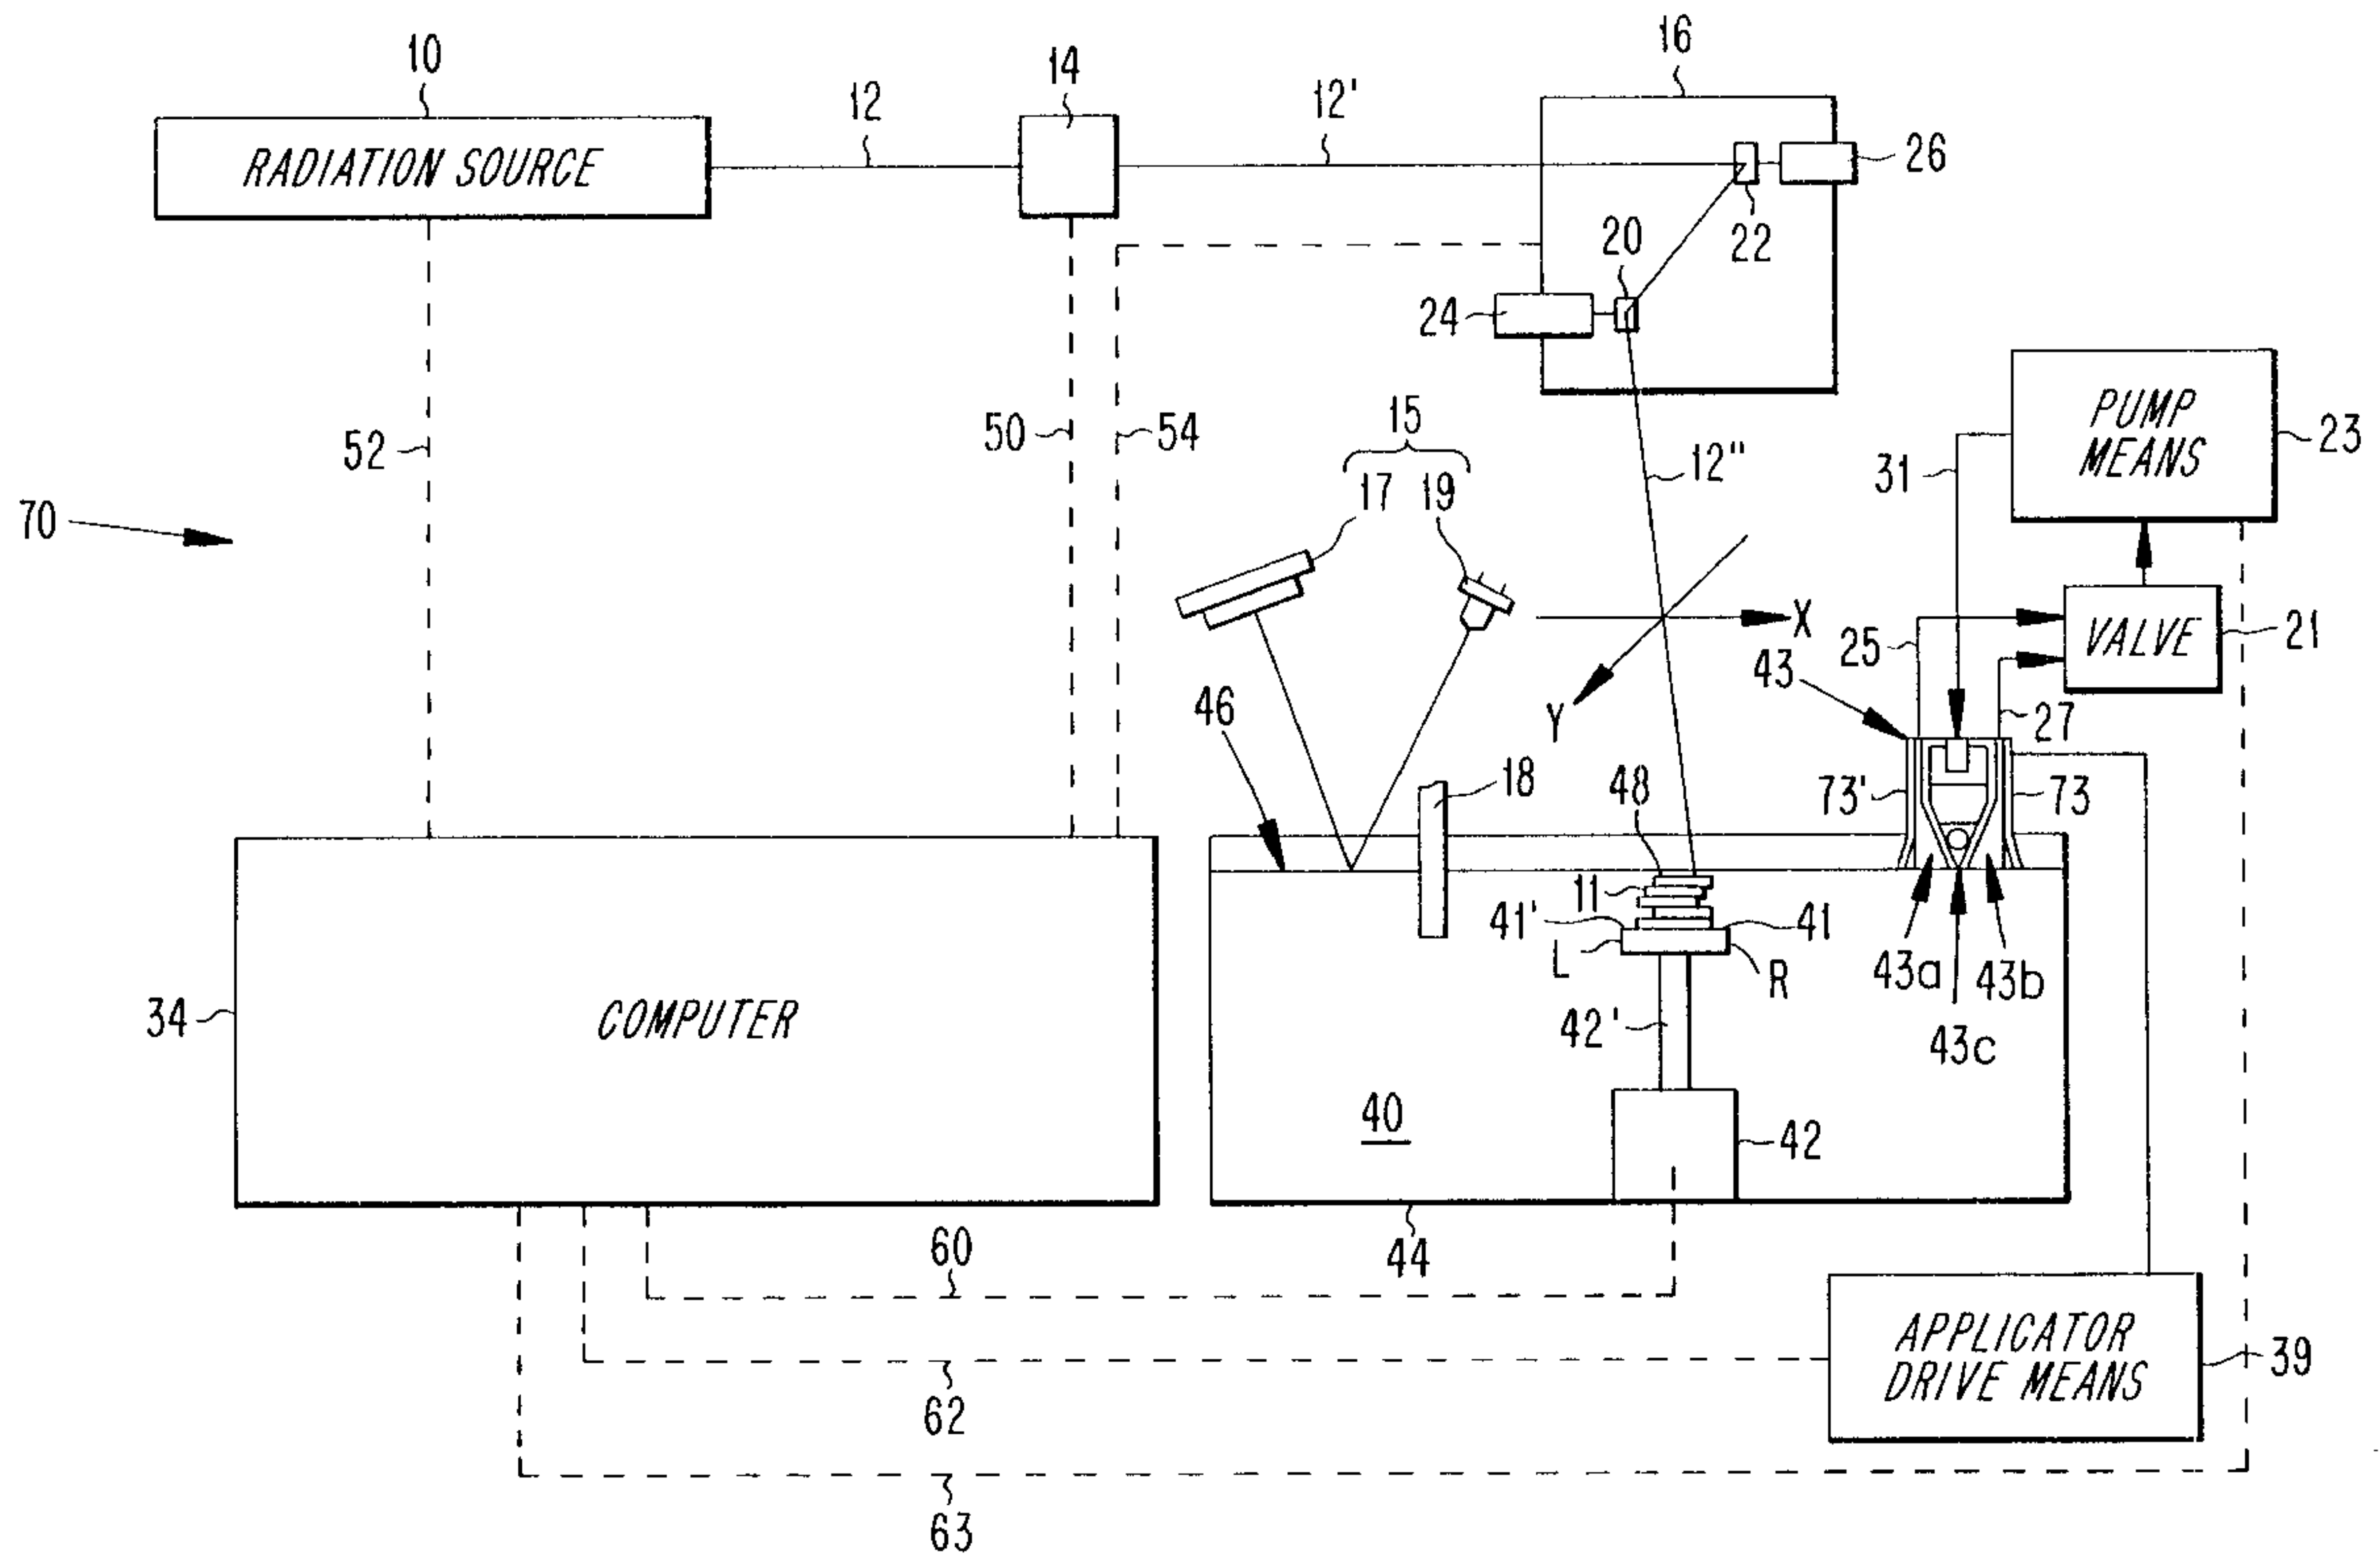 10
12
14
12'
16
RADIATION SOURCE
26
22
20
24
52
50
54
15
17
19
12"
31
PUMP
MEANS
23
70
X
Y
25
43
VALVE
21
27
46
18
48
73'
73
11
41'
41
L
R
43a
43b
43c
34
COMPUTER
42'
40
42
44
60
APPLICATOR
DRIVE MEANS
39
62
63